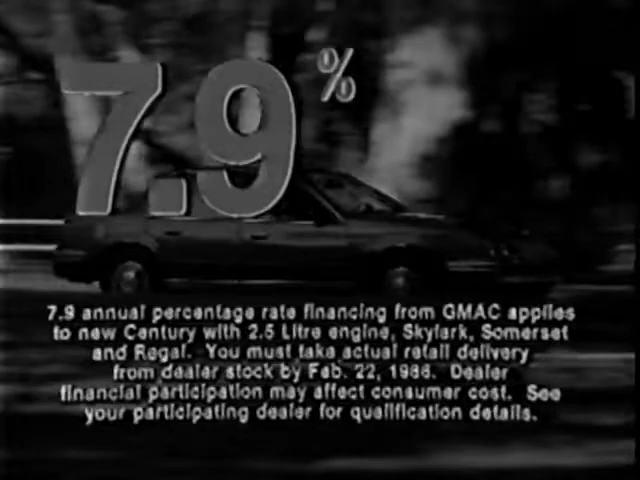 7.9%
7.9 annual percentage rate financing from GMAC applies
to new Century with 2.5 Litre engine, Skylark, Somerset
and Regal. You must take actual retail delivery
from dealer stock by Feb. 22, 1986. Dealer
financial participation may affect consumer cost. See
your participating dealer for qualification details.